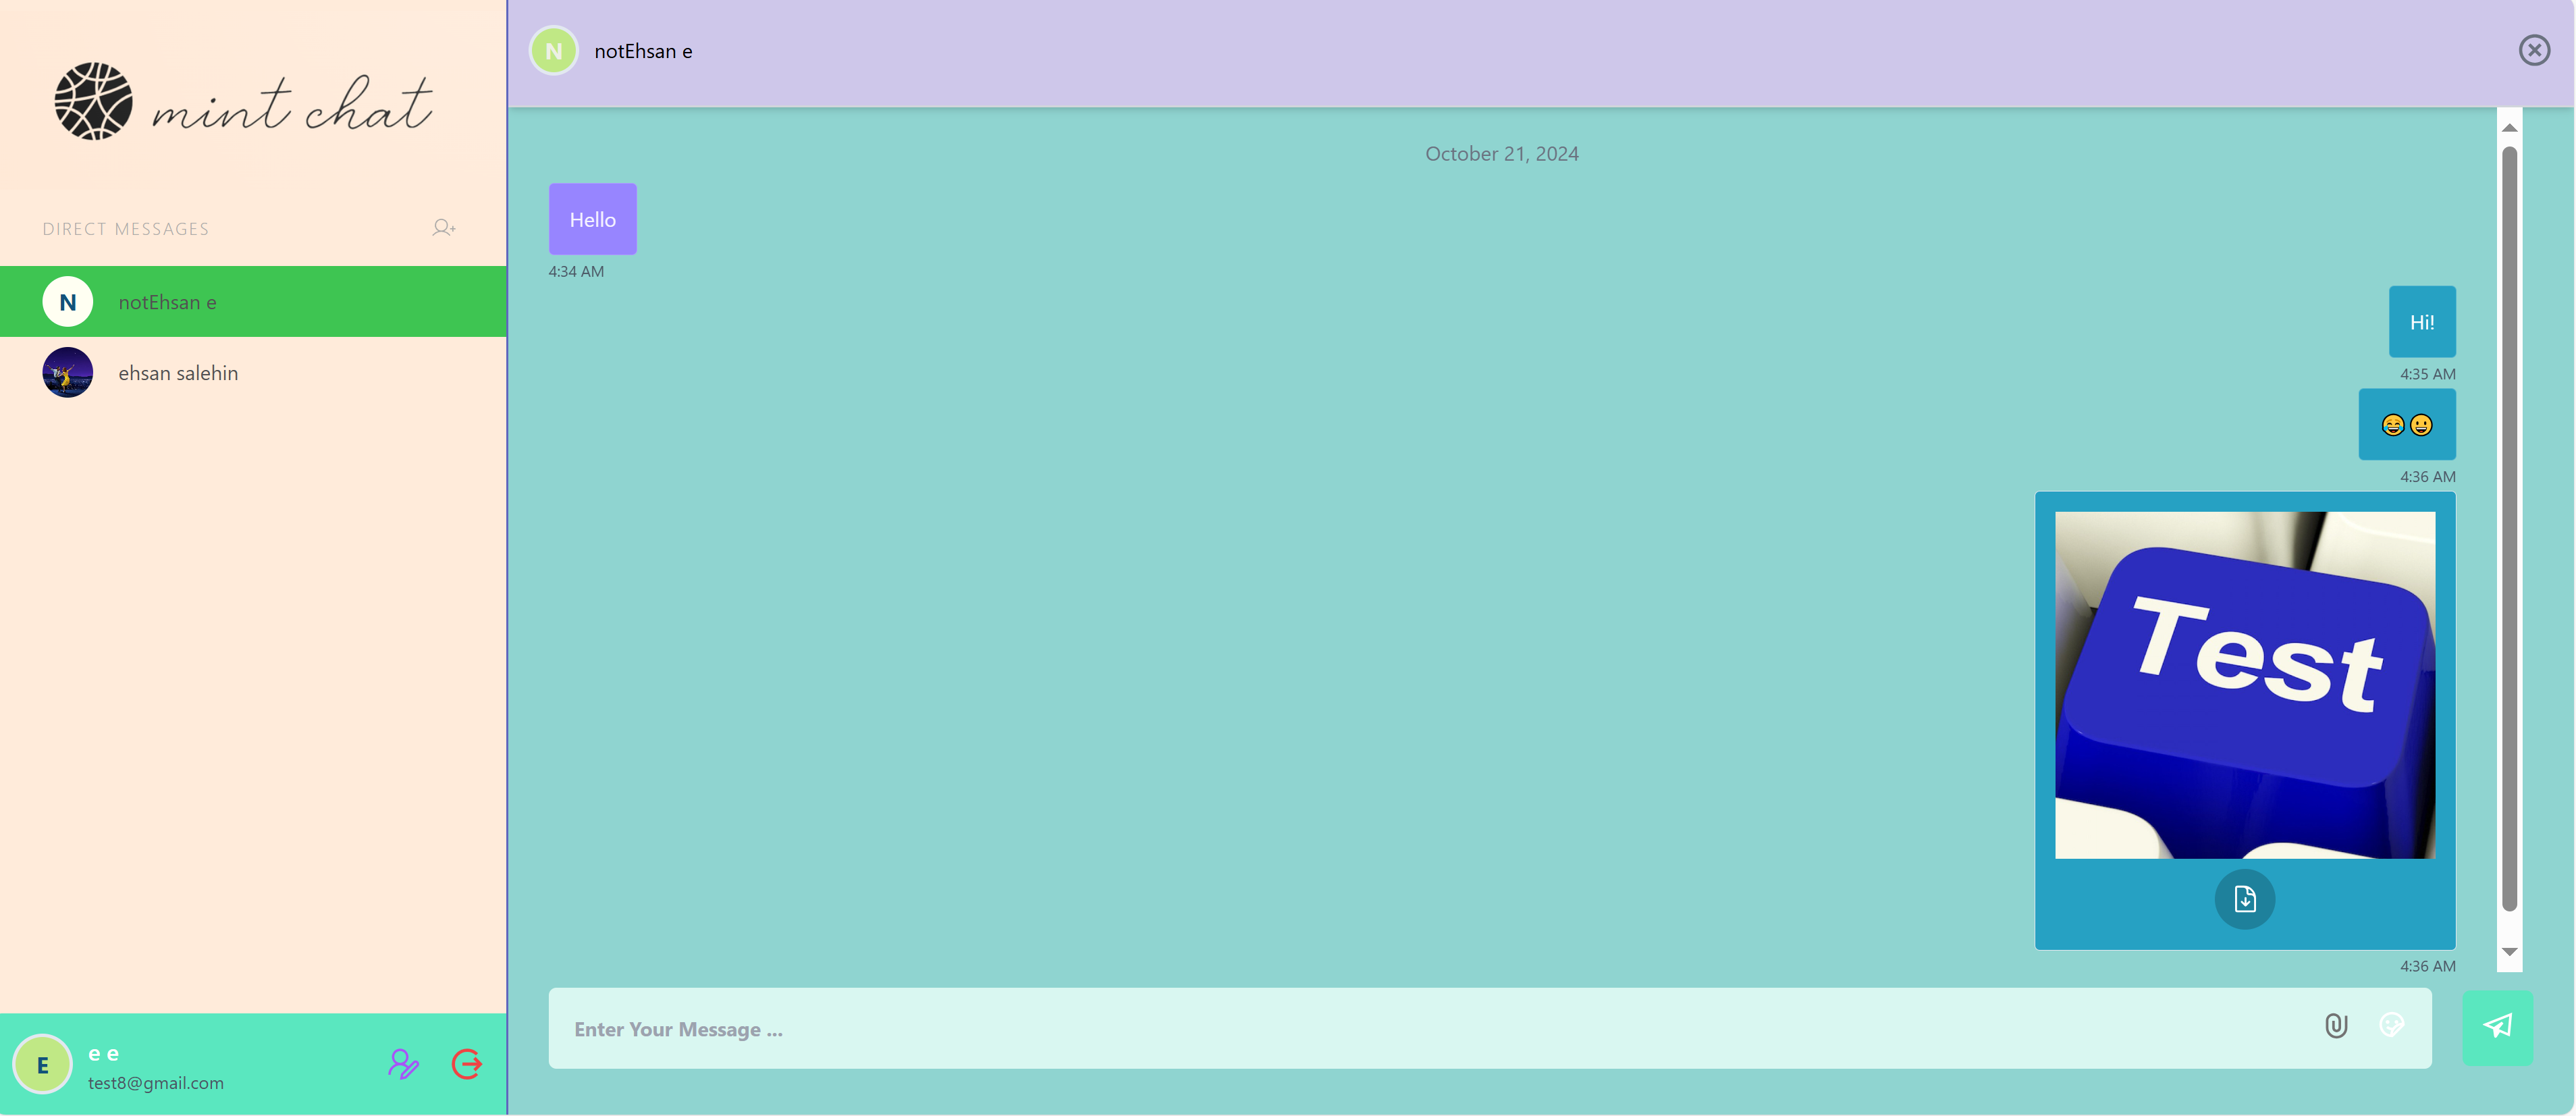 mint chat
DIRECT MESSAGES
N
notEhsan e
ehsan salehin
E
e e
test8@gmail.com
N
notEhsan e
October 21, 2024
Hello
4:34 AM
Hi!
4:35 AM
😂😀
4:36 AM
Test
4:36 AM
Enter Your Message ...